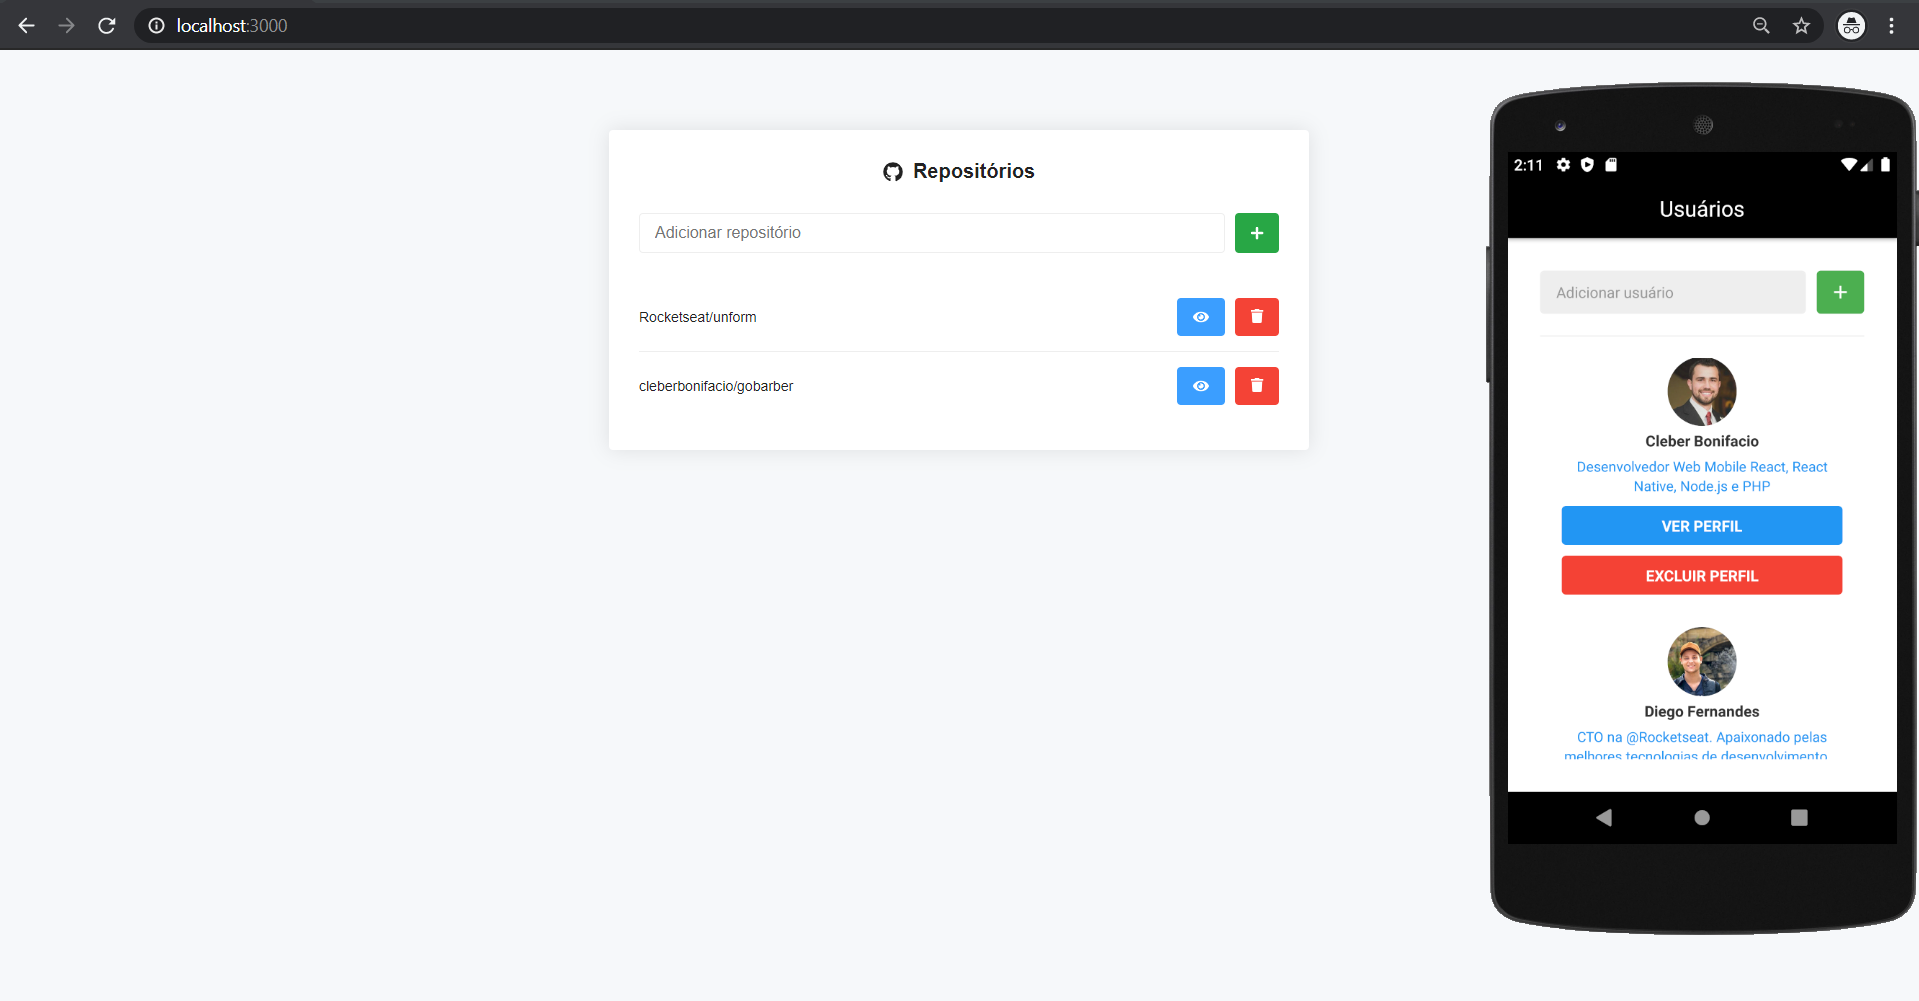 localhost:3000
Repositórios
Adicionar repositório
Rocketseat/unform
cleberbonifacio/gobarber
2:11
Usuários
Adicionar usuário
Cleber Bonifacio
Desenvolvedor Web Mobile React, React
Native, Node.js e PHP
VER PERFIL
EXCLUIR PERFIL
Diego Fernandes
CTO na @Rocketseat. Apaixonado pelas
melhores tecnologias de desenvolvimento